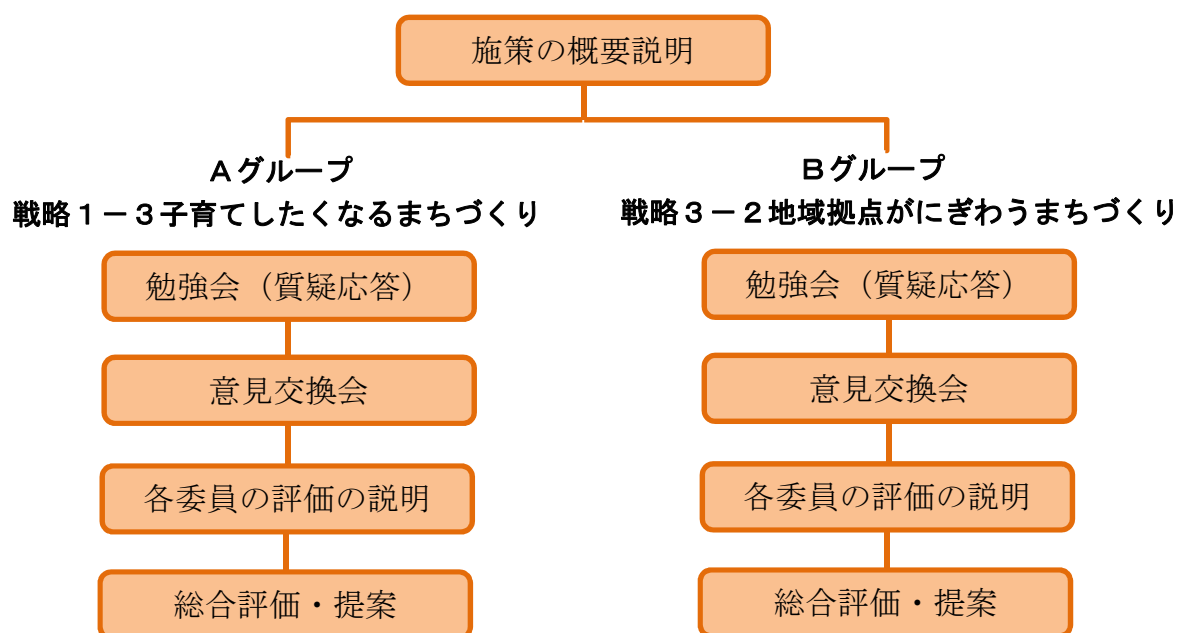 施策の概要説明
Aグループ
戦略1-3子育てしたくなるまちづくり
勉強会（質疑応答）
意見交換会
各委員の評価の説明
総合評価・提案
Bグループ
戦略3-2地域拠点がにぎわうまちづくり
勉強会（質疑応答）
意見交換会
各委員の評価の説明
総合評価・提案